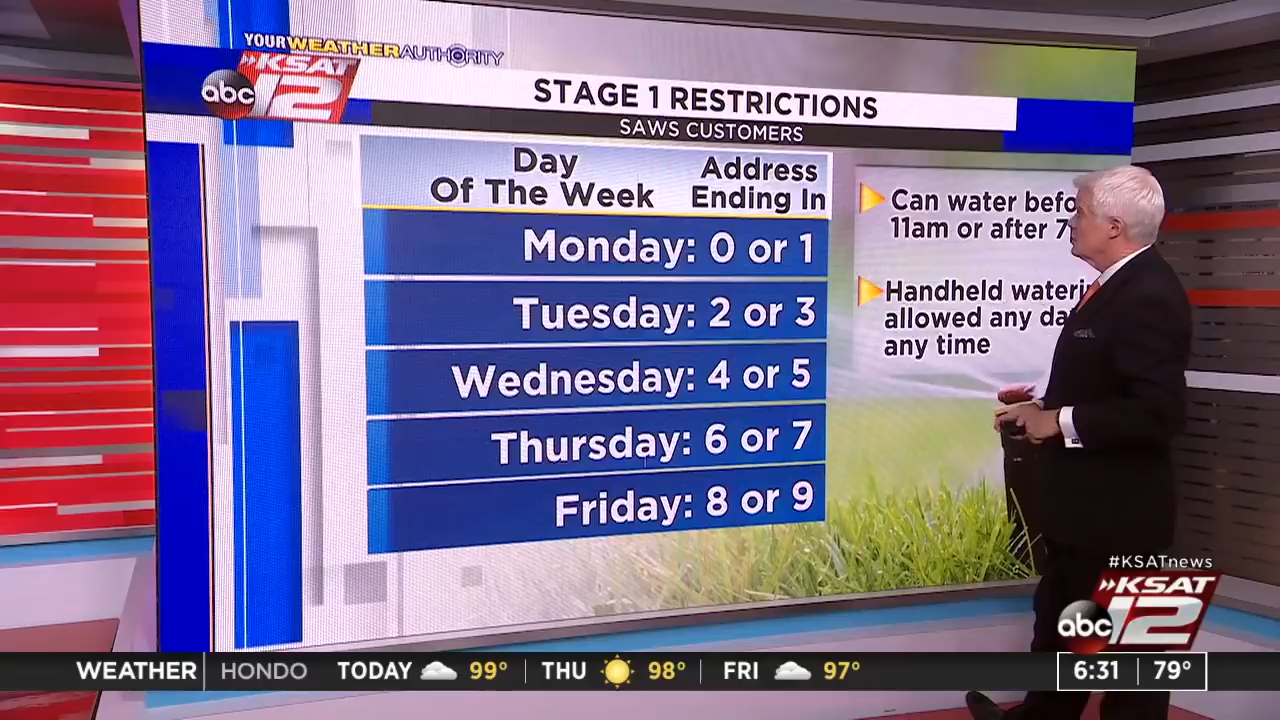 YOUR WEATHER AUTHORITY
KSAT
abc 12
STAGE 1 RESTRICTIONS
SAWS CUSTOMERS
Day Of The Week
Address Ending In
Monday: 0 or 1
Tuesday: 2 or 3
Wednesday: 4 or 5
Thursday: 6 or 7
Friday: 8 or 9
Can water
11am or after 7
Handheld
allowed any
any time
#KSATnews
KSAT
abc 12
WEATHER HONDO TODAY 99° THU 98° FRI 97° 6:31 79°